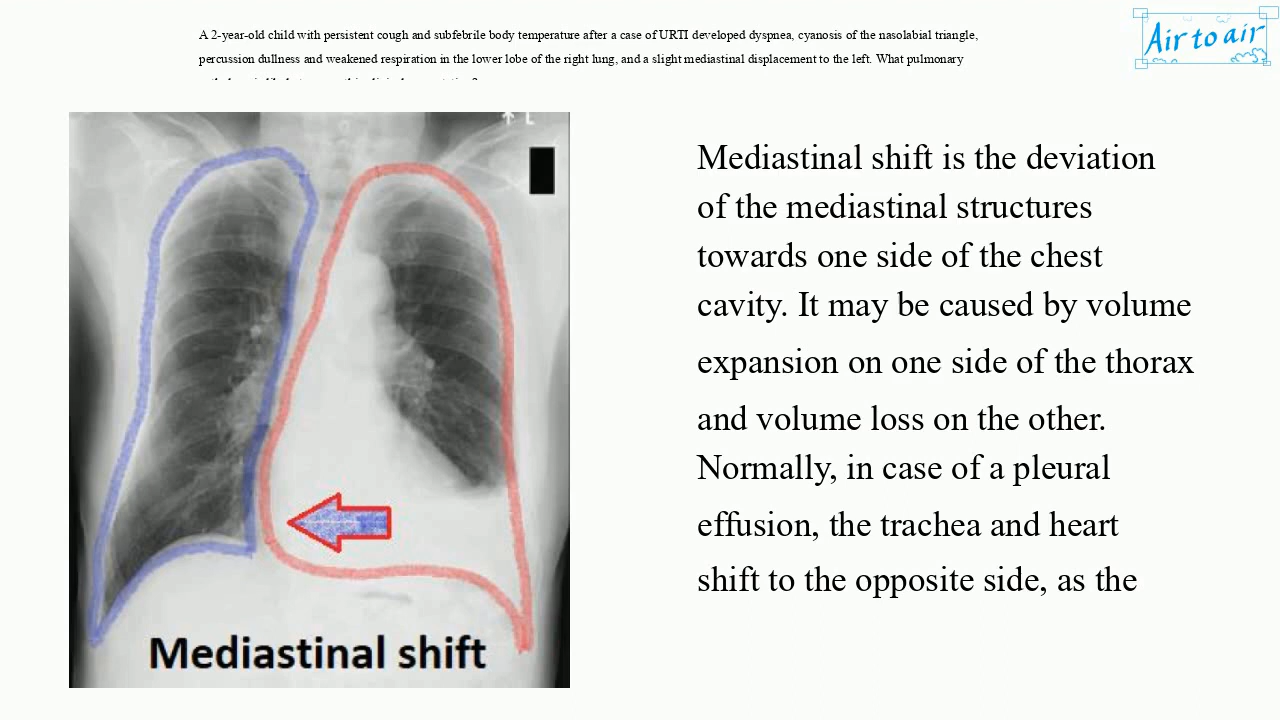 A 2-year-old child with persistent cough and subfebrile body temperature after a case of URTI developed dyspnea, cyanosis of the nasolabial triangle,
percussion dullness and weakened respiration in the lower lobe of the right lung, and a slight mediastinal displacement to the left. What pulmonary
Air to air
L
Mediastinal shift is the deviation
of the mediastinal structures
towards one side of the chest
cavity. It may be caused by volume
expansion on one side of the thorax
and volume loss on the other.
Normally, in case of a pleural
effusion, the trachea and heart
shift to the opposite side, as the
Mediastinal shift